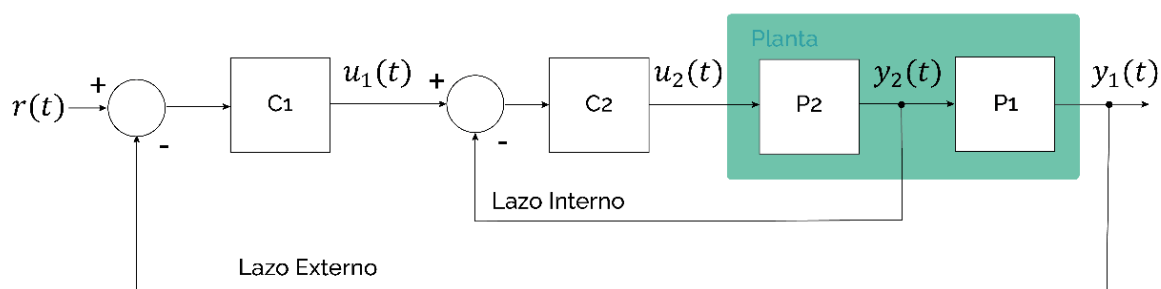 Planta
r(t)
+
-
C1
u₁(t)
+
-
C2
u₂(t)
P2
y₂(t)
P1
y₁(t)
Lazo Interno
Lazo Externo